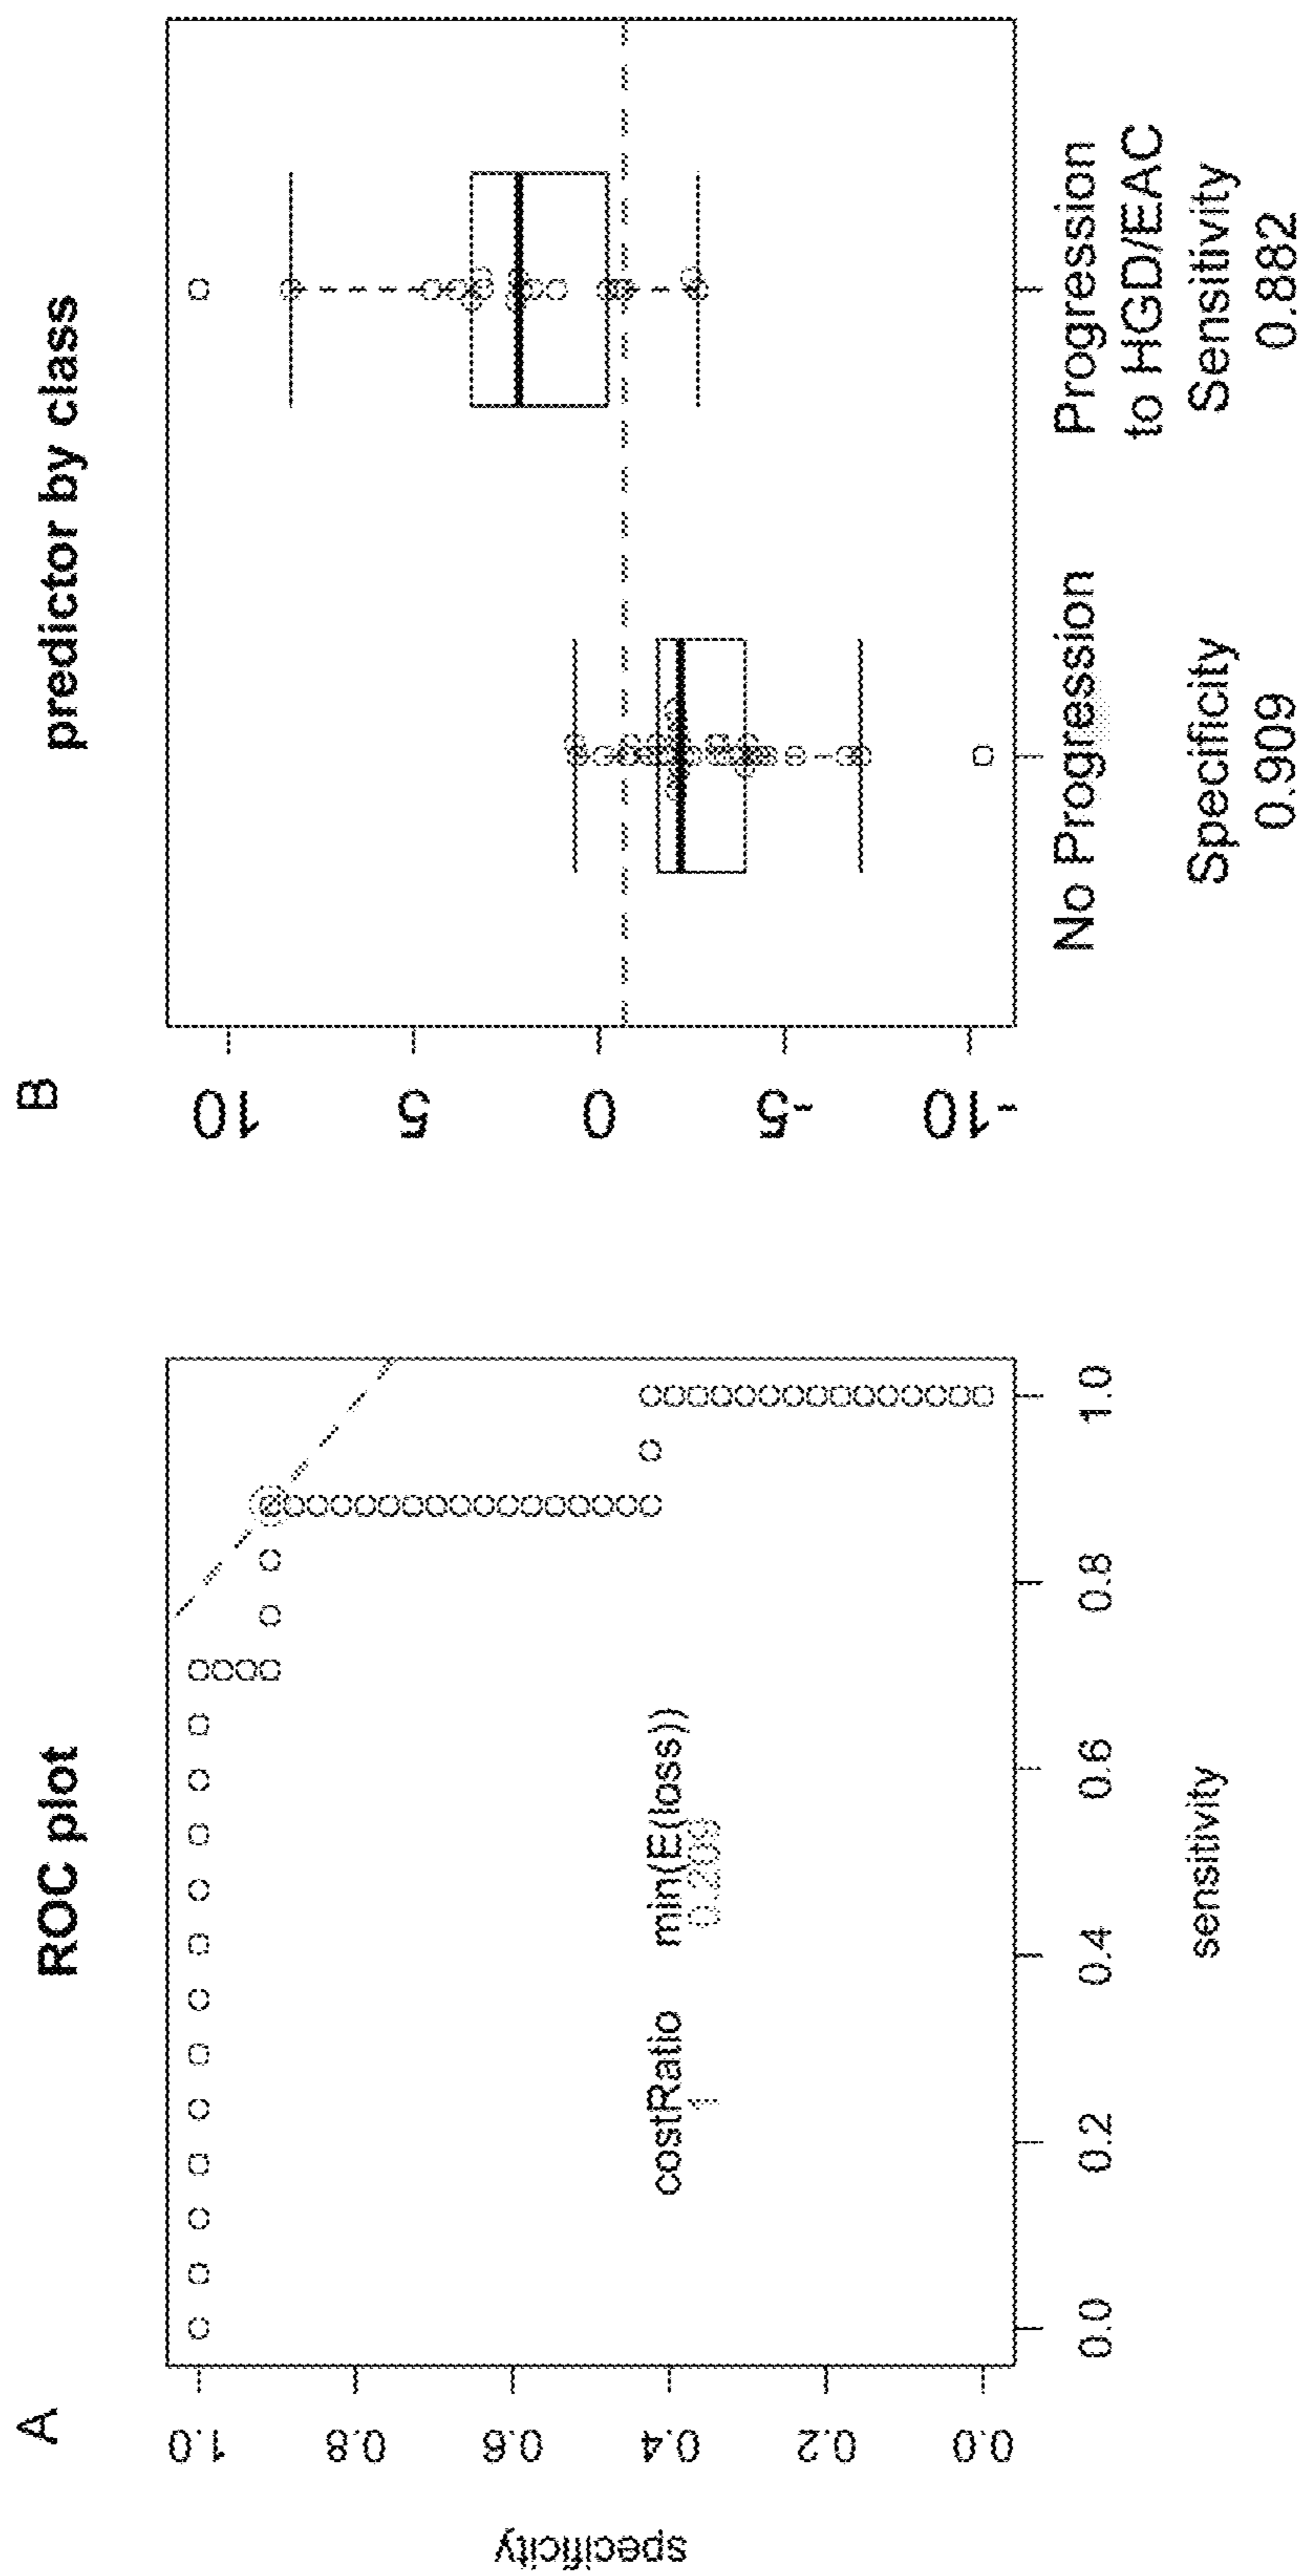 A
ROC plot
specificity
1.0
0.8
0.6
0.4
0.2
0.0
costRatio min(E(loss))
1 0.209
0.0 0.2 0.4 0.6 0.8 1.0
sensitivity
B
predictor by class
10
5
0
-5
-10
No Progression
Progression
to HGD/EAC
Specificity Sensitivity
0.909 0.882